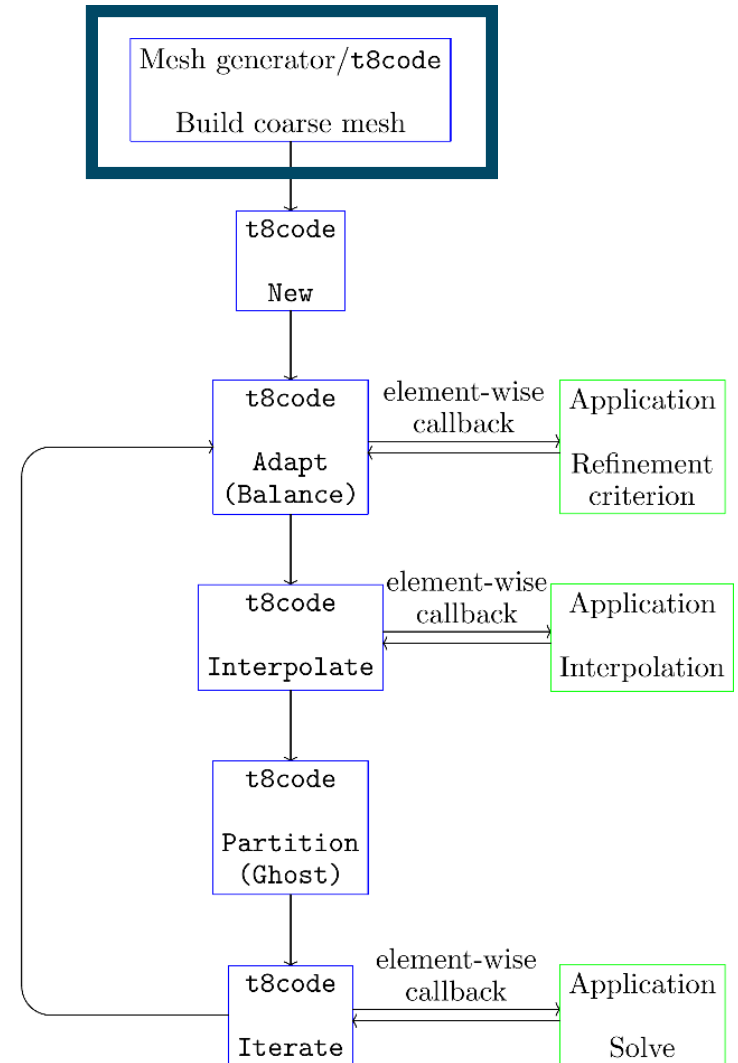 Mesh generator/t8code
Build coarse mesh
t8code
New
t8code
Adapt
(Balance)
element-wise
callback
Application
Refinement
criterion
t8code
Interpolate
element-wise
callback
Application
Interpolation
t8code
Partition
(Ghost)
t8code
Iterate
element-wise
callback
Application
Solve